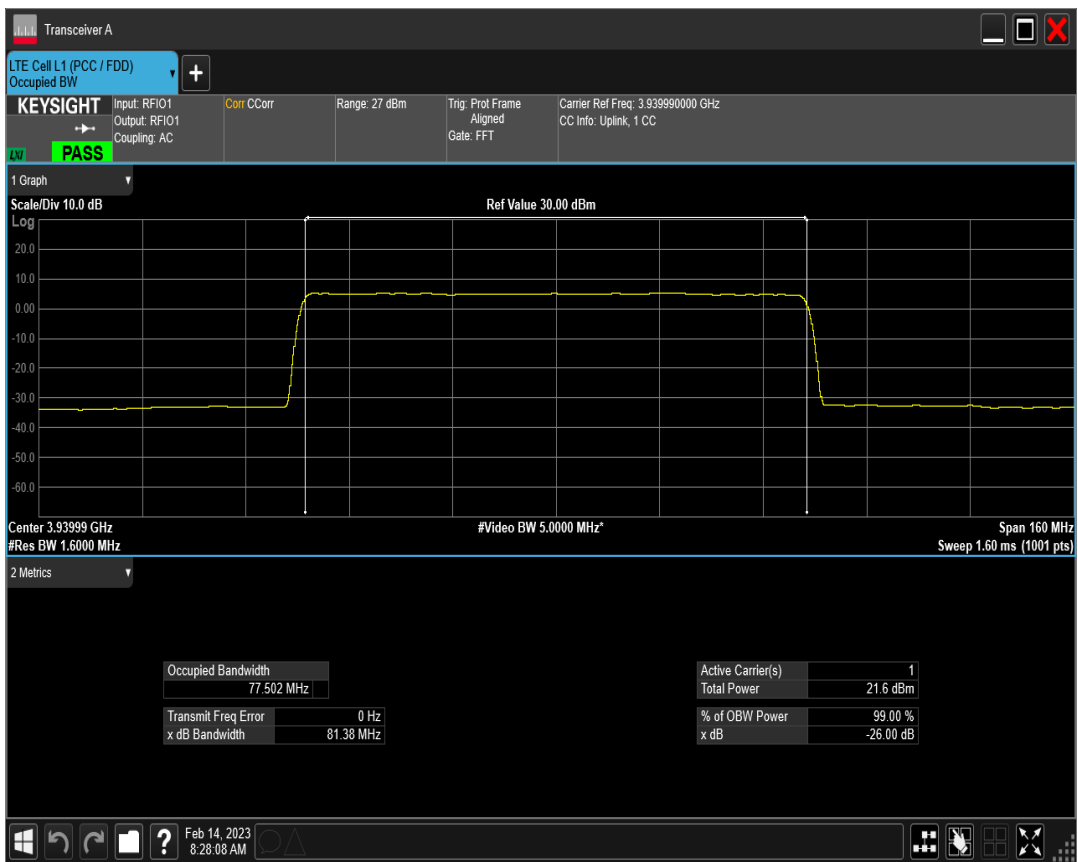 Transceiver A
LTE Cell L1 (PCC / FDD)
Occupied BW
+
KEYSIGHT
LXI
PASS
Input: RFIO1
Output: RFIO1
Coupling: AC
Corr CCorr
Range: 27 dBm
Trig: Prot Frame
Aligned
Gate: FFT
Carrier Ref Freq: 3.939990000 GHz
CC Info: Uplink, 1 CC
1 Graph
Scale/Div 10.0 dB
Ref Value 30.00 dBm
Log
20.0
10.0
0.00
-10.0
-20.0
-30.0
-40.0
-50.0
-60.0
Center 3.93999 GHz
#Video BW 5.0000 MHz*
Span 160 MHz
#Res BW 1.6000 MHz
Sweep 1.60 ms (1001 pts)
2 Metrics
Occupied Bandwidth
77.502 MHz
Transmit Freq Error 0 Hz
x dB Bandwidth 81.38 MHz
Active Carrier(s) 1
Total Power 21.6 dBm
% of OBW Power 99.00 %
x dB -26.00 dB
?
Feb 14, 2023
8:28:08 AM